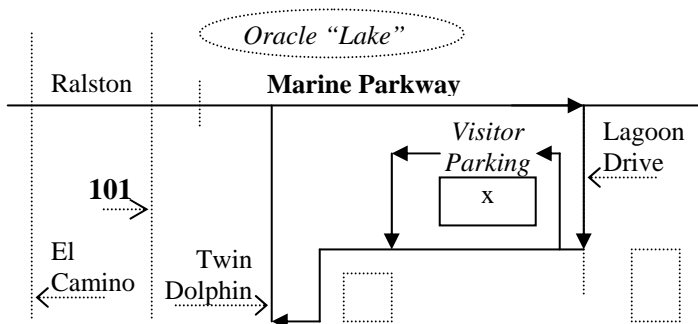 Oracle “Lake”
Ralston
Marine Parkway
Visitor
Parking
Lagoon
Drive
101
x
El
Camino
Twin
Dolphin